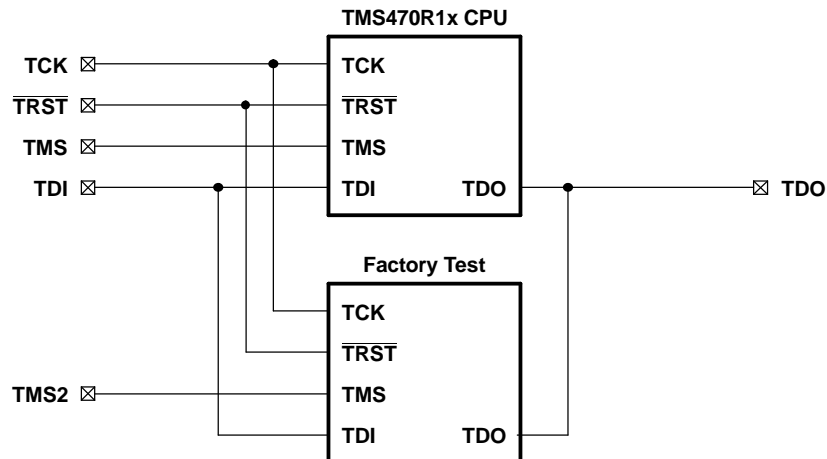 TMS470R1x CPU
TCK
TCK
TRST
TRST
TMS
TMS
TDI
TDI
TDO
TDO
Factory Test
TCK
TRST
TMS2
TMS
TDI
TDO